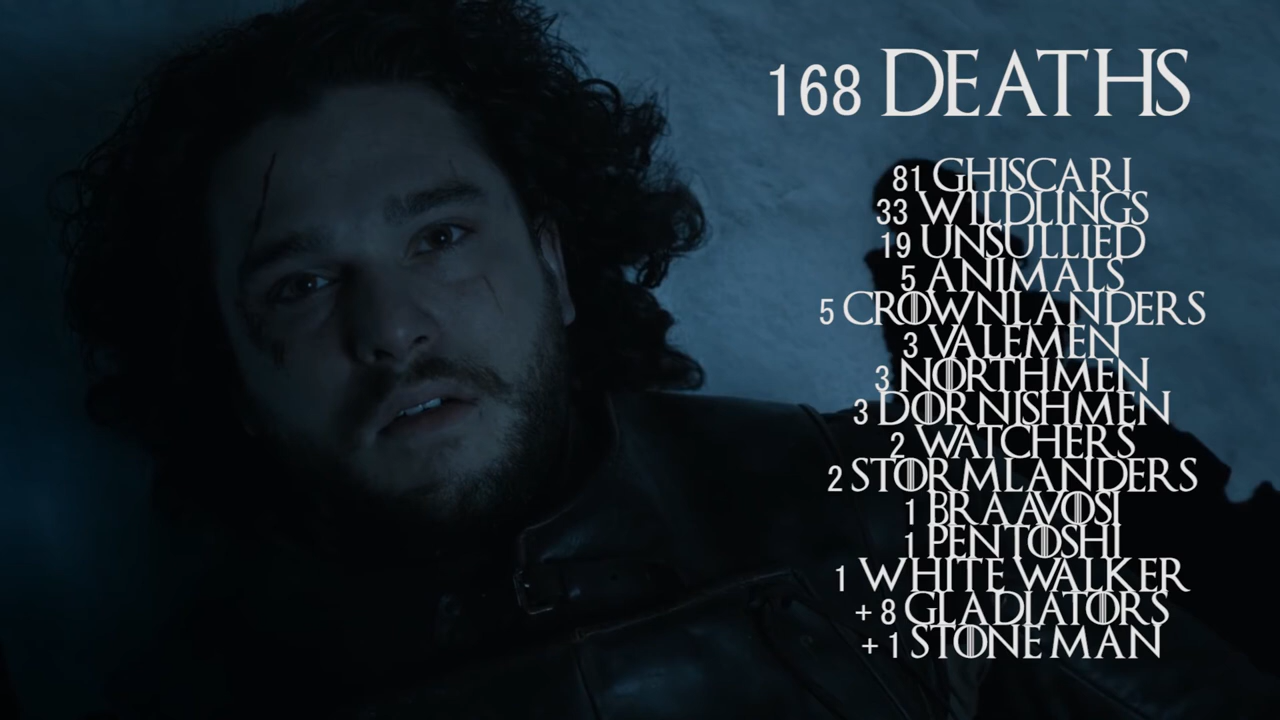 168 DEATHS
81 GHISCARI
33 WILDLINGS
19 UNSULLIED
5 ANIMALS
5 CROWNLANDERS
3 VALEMEN
3 NORTHMEN
3 DORNISHMEN
2 WATCHERS
2 STORMLANDERS
1 BRAAVOSI
1 PENTOSHI
1 WHITE WALKER
+8 GLADIATORS
+1 STONE MAN